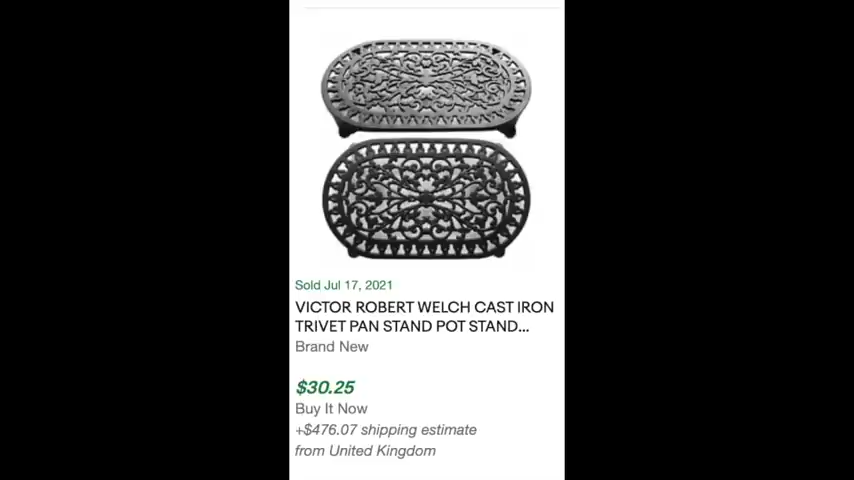 Sold Jul 17, 2021
VICTOR ROBERT WELCH CAST IRON
TRIVET PAN STAND POT STAND...
Brand New
$30.25
Buy It Now
+$476.07 shipping estimate
from United Kingdom